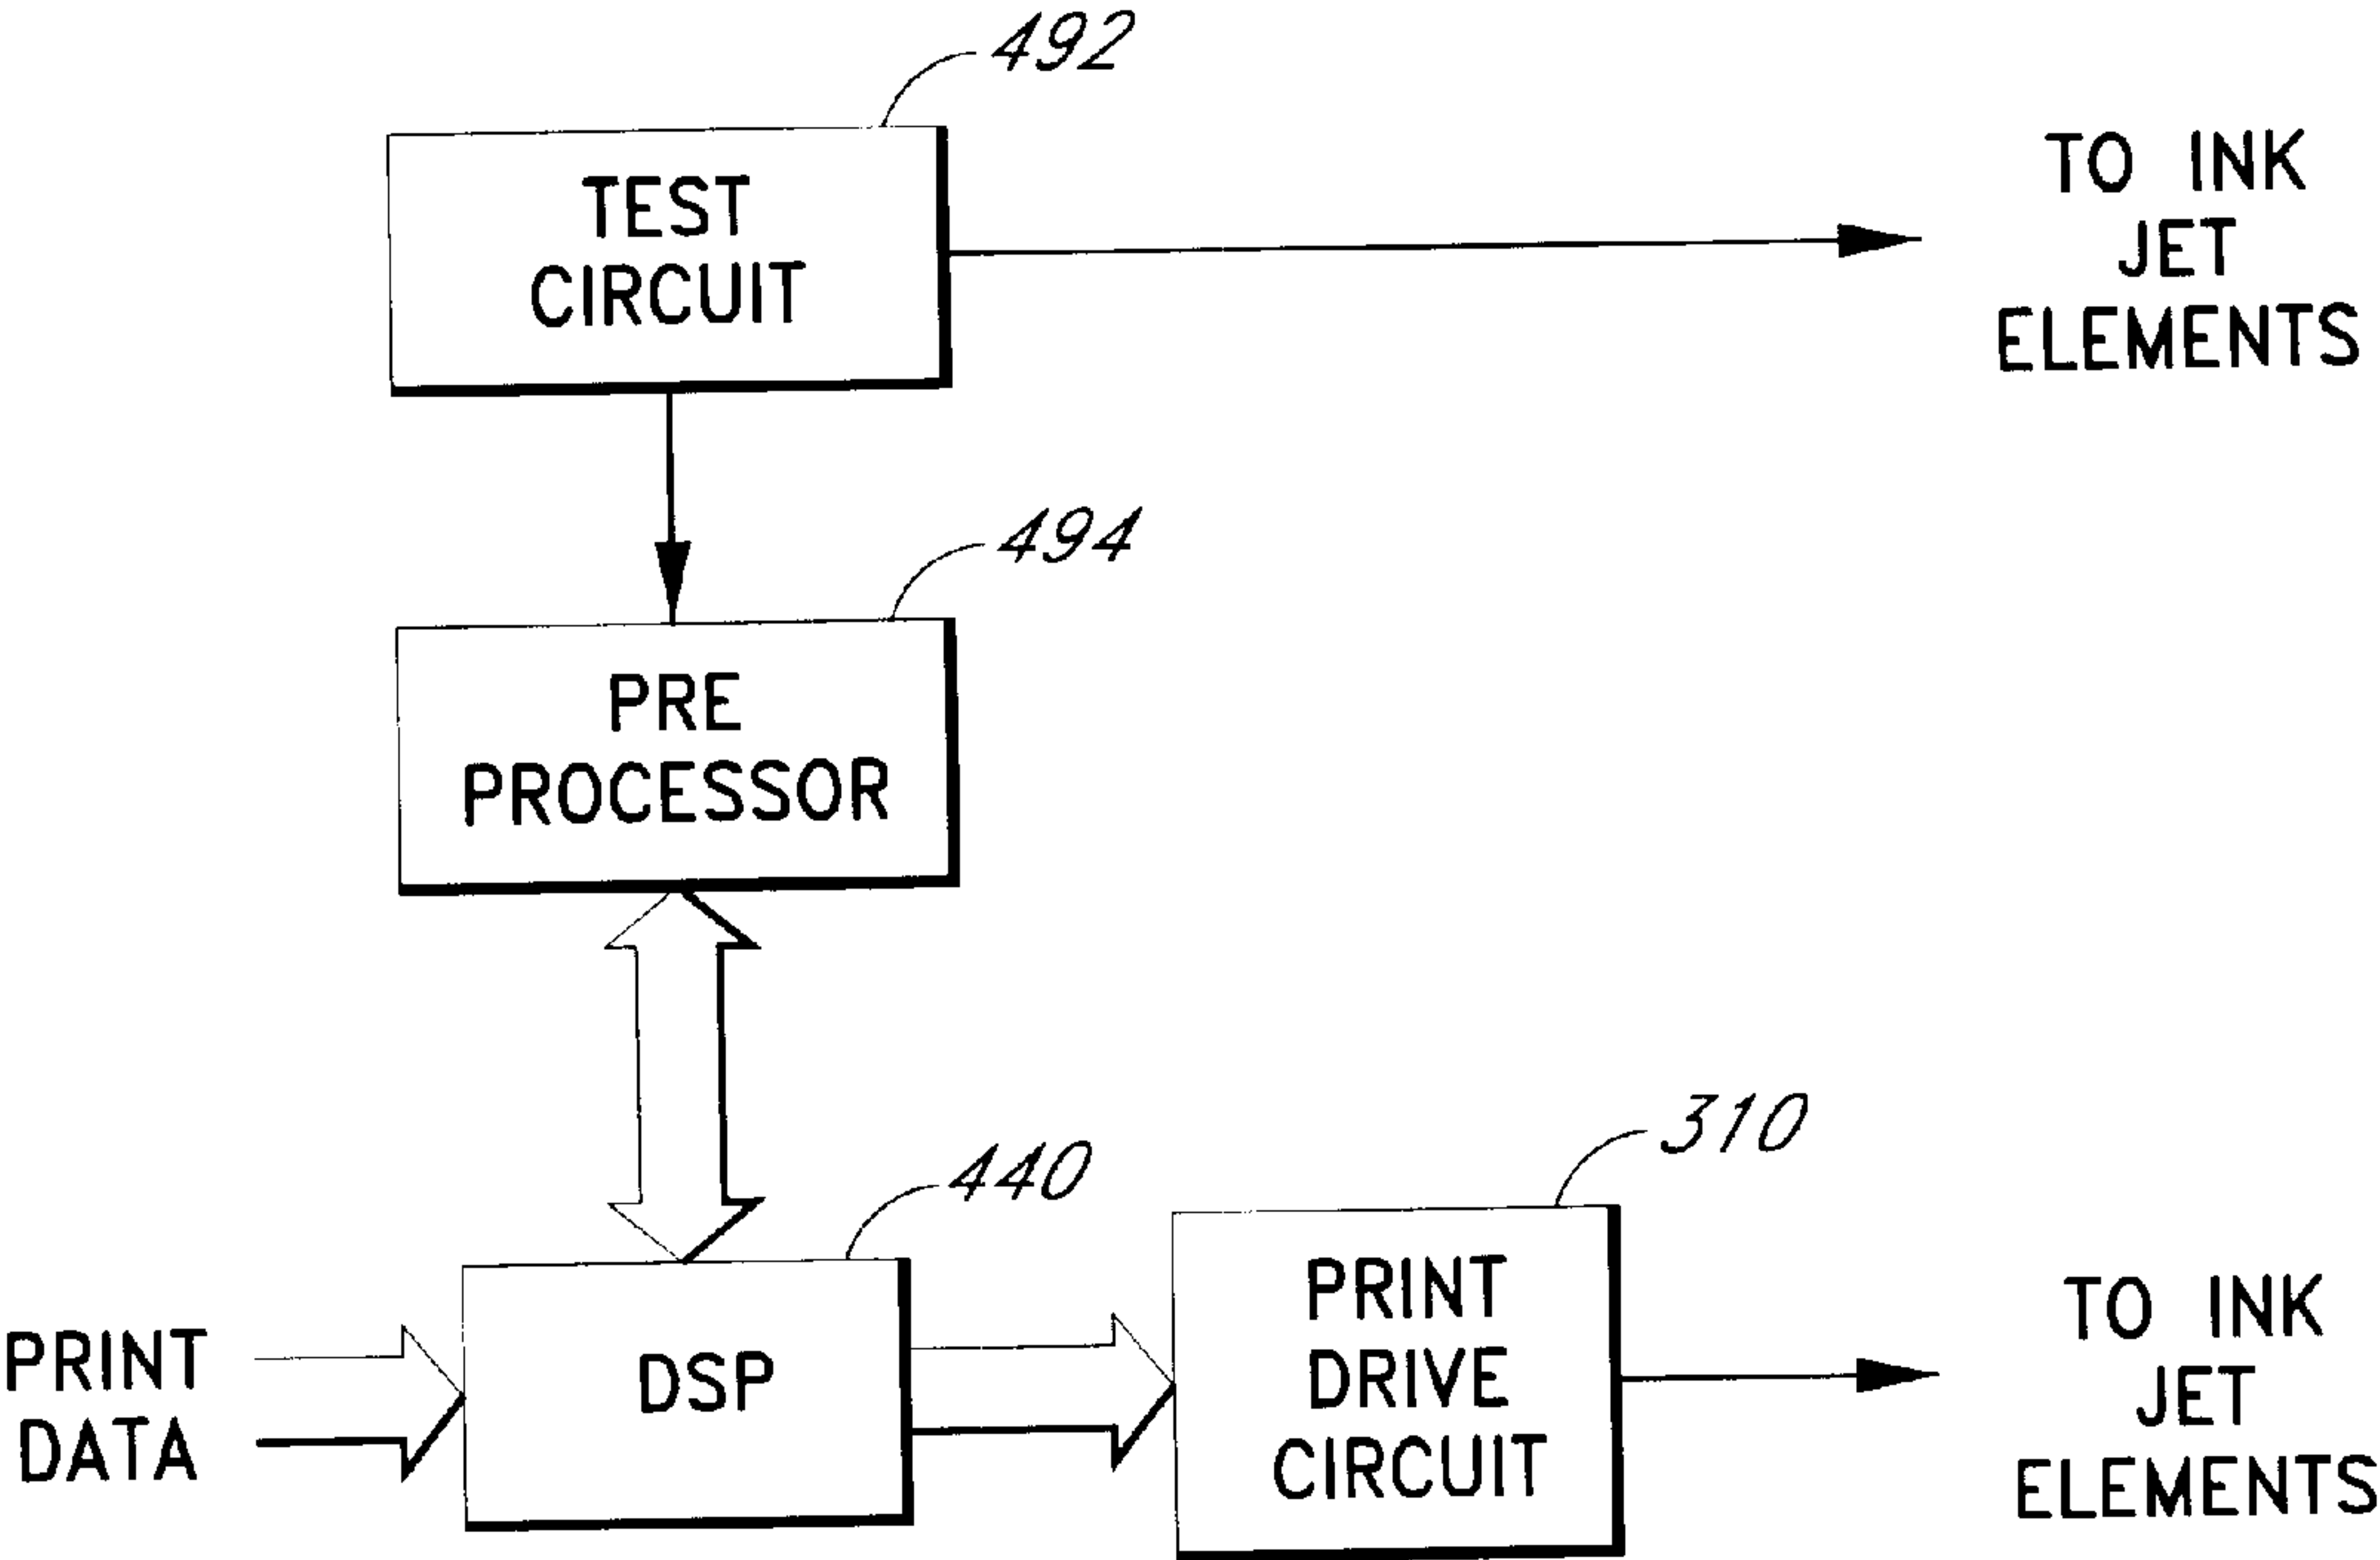 492
TEST
CIRCUIT
TO INK
JET
ELEMENTS
494
PRE
PROCESSOR
440
310
PRINT
DATA
DSP
PRINT
DRIVE
CIRCUIT
TO INK
JET
ELEMENTS